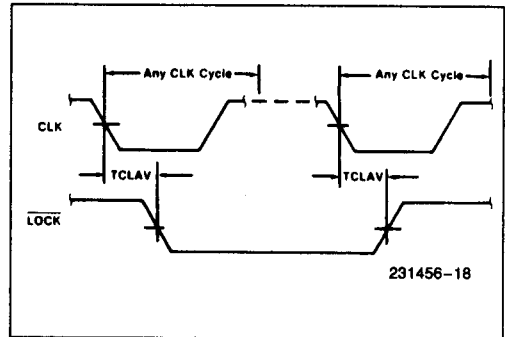 Any CLK Cycle Any CLK Cycle
CLK
TCLAV TCLAV
LOCK
231456–18